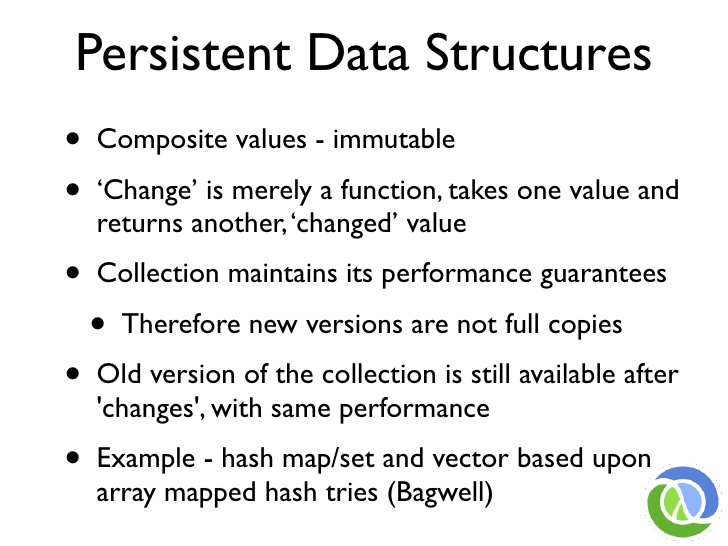 Persistent Data Structures
• Composite values - immutable
• ‘Change’ is merely a function, takes one value and
returns another, ‘changed’ value
• Collection maintains its performance guarantees
• Therefore new versions are not full copies
• Old version of the collection is still available after
'changes', with same performance
• Example - hash map/set and vector based upon
array mapped hash tries (Bagwell)